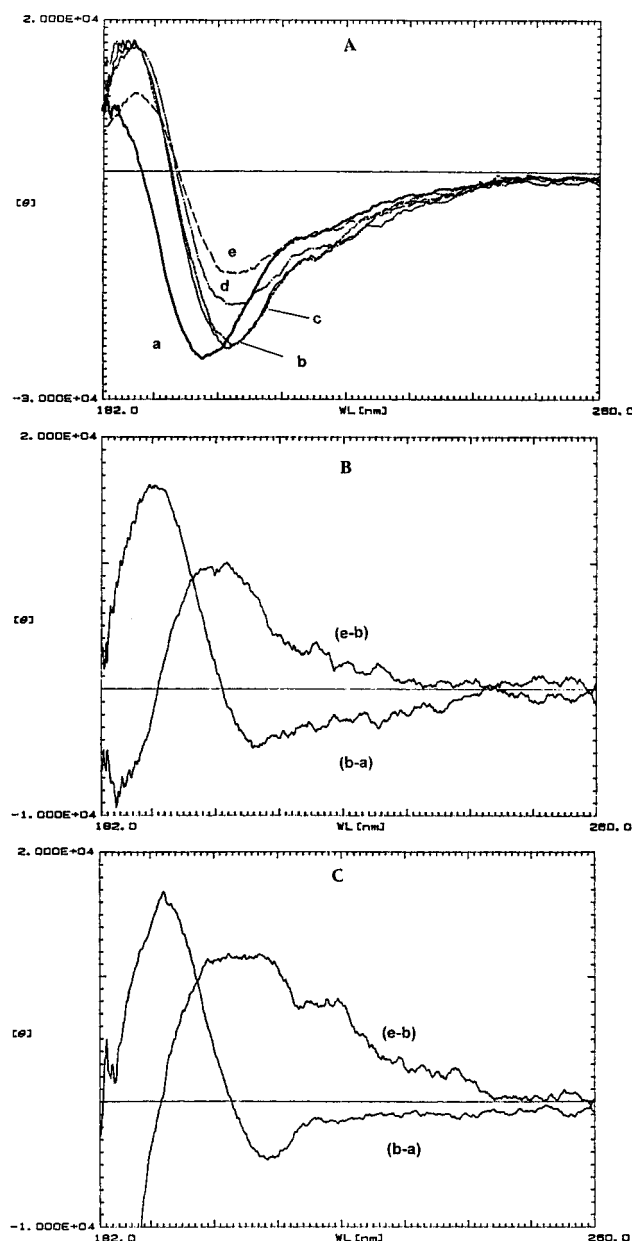 2.000E+04
A
[θ]
e
d
a
c
b
-3.000E+04
182.0 WL[nm] 260.0
2.000E+04
B
[θ]
(e-b)
(b-a)
-1.000E+04
182.0 WL[nm] 260.0
2.000E+04
C
[θ]
(e-b)
(b-a)
-1.000E+04
182.0 WL[nm] 260.0